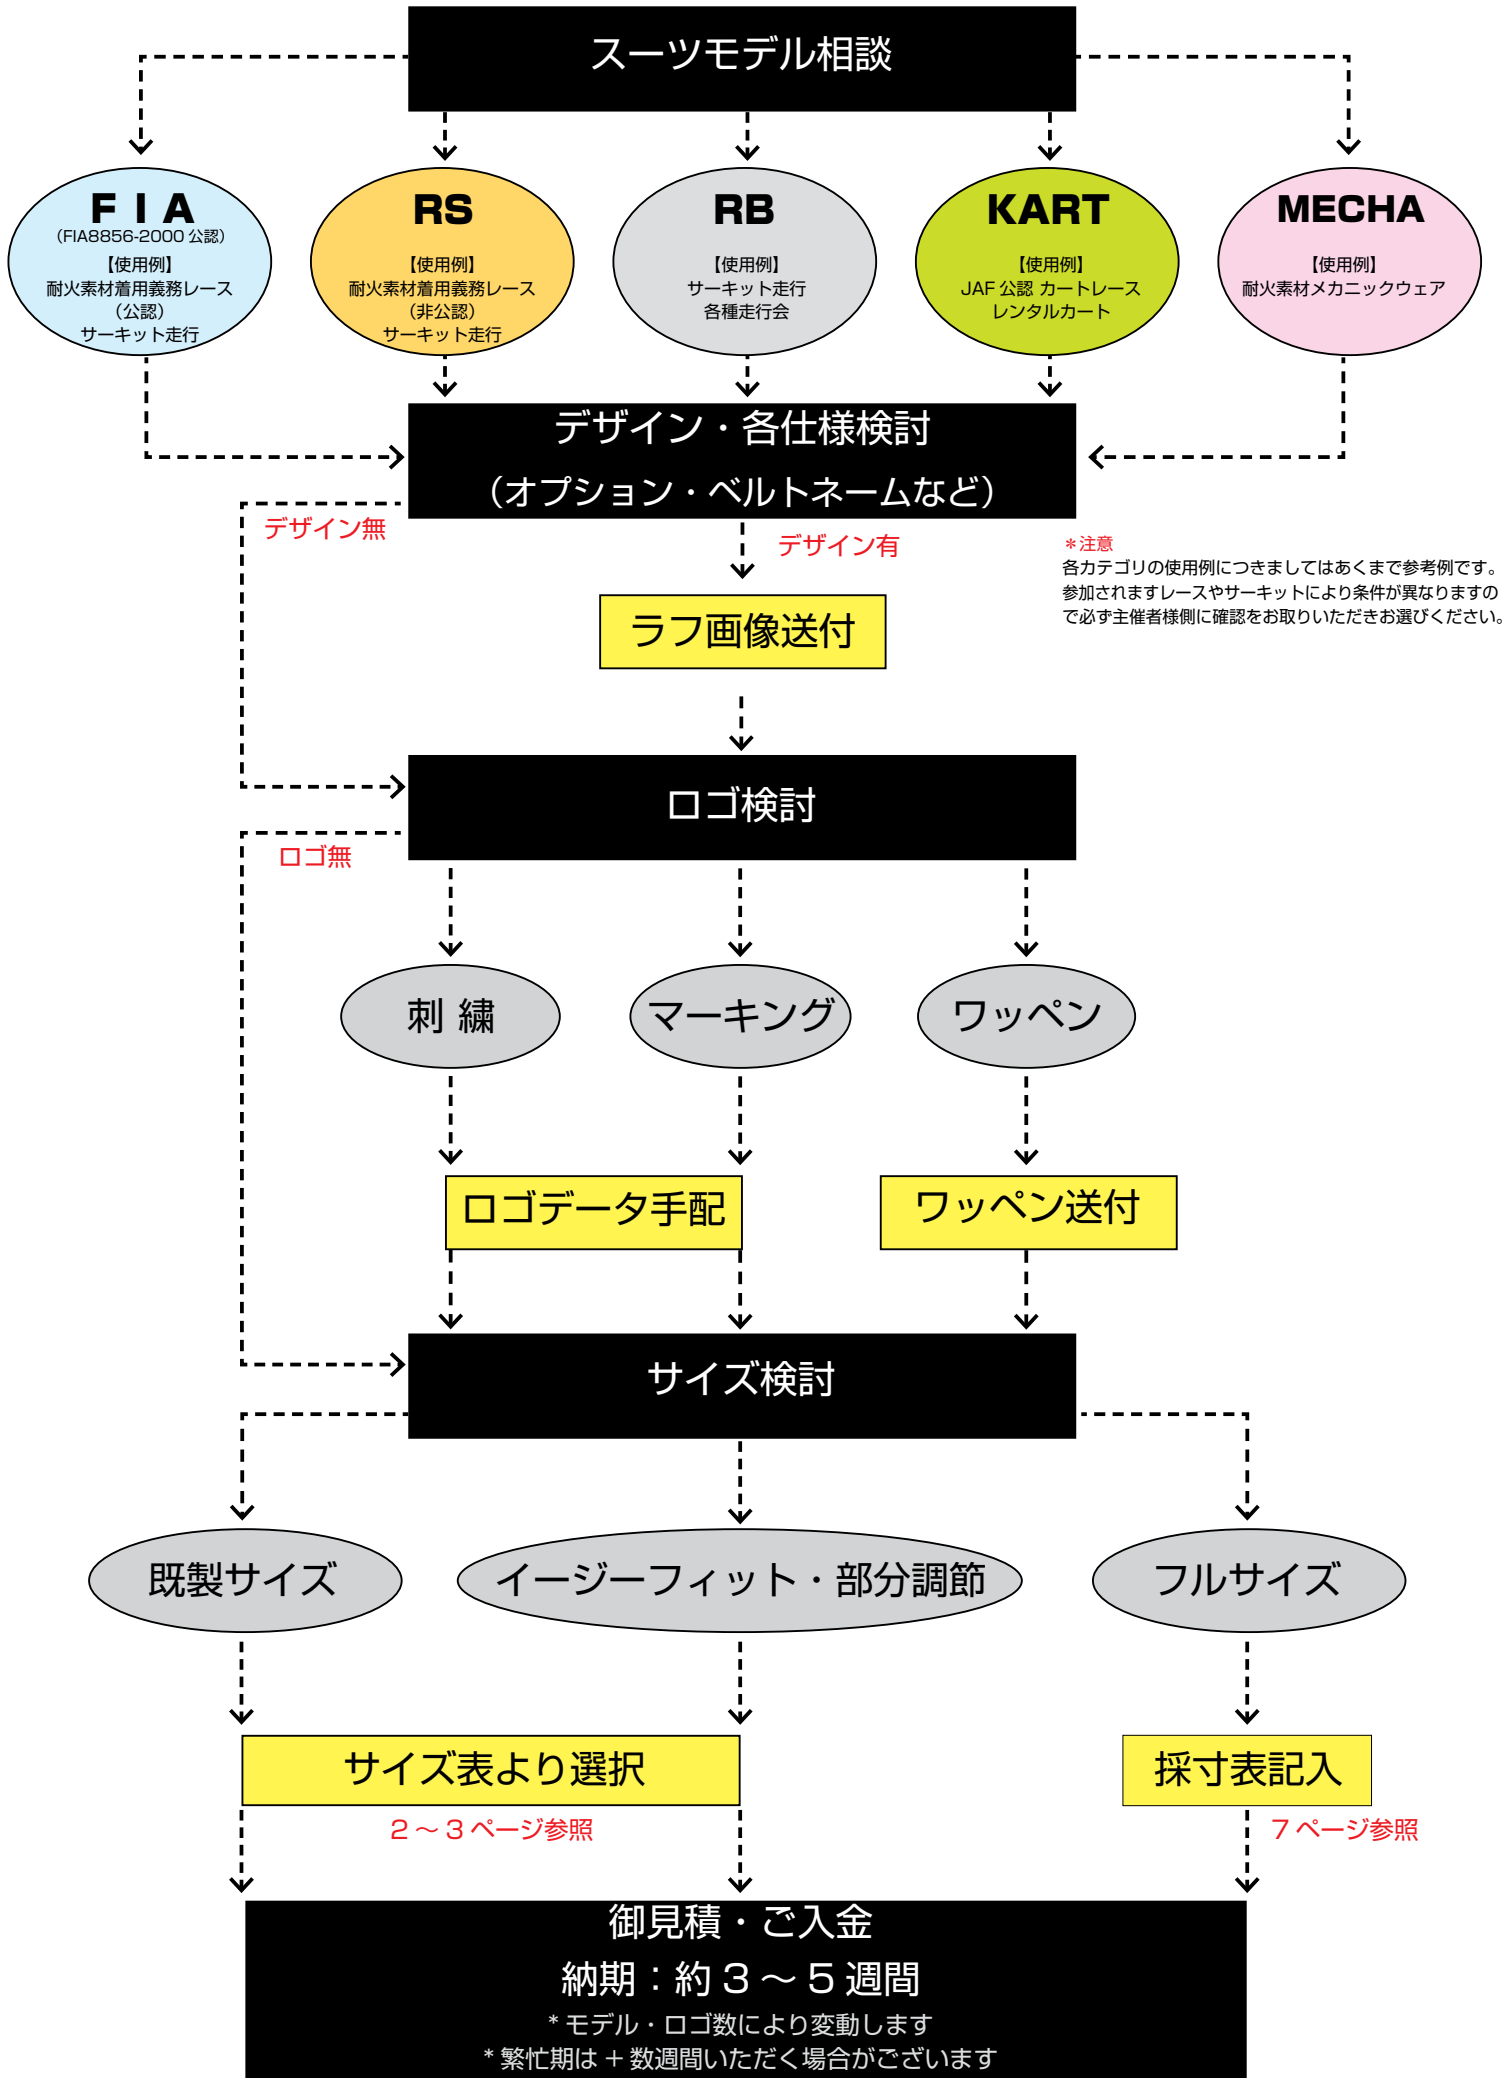 スーツモデル相談
FIA
（FIA8856-2000 公認）
【使用例】
耐火素材着用義務レース
（公認）
サーキット走行
RS
【使用例】
耐火素材着用義務レース
（非公認）
サーキット走行
RB
【使用例】
サーキット走行
各種走行会
KART
【使用例】
JAF 公認 カートレース
レンタルカート
MECHA
【使用例】
耐火素材メカニックウェア
デザイン・各仕様検討
（オプション・ベルトネームなど）
デザイン無
デザイン有
＊注意
各カテゴリの使用例につきましてはあくまで参考例です。
参加されますレースやサーキットにより条件が異なりますの
で必ず主催者様側に確認をお取りいただきお選びください。
ラフ画像送付
ロゴ検討
ロゴ無
刺 繍
マーキング
ワッペン
ロゴデータ手配
ワッペン送付
サイズ検討
既製サイズ
イージーフィット・部分調節
フルサイズ
サイズ表より選択
採寸表記入
２～３ページ参照
７ページ参照
御見積・ご入金
納期：約３～５週間
＊モデル・ロゴ数により変動します
＊繁忙期は＋数週間いただく場合がございます